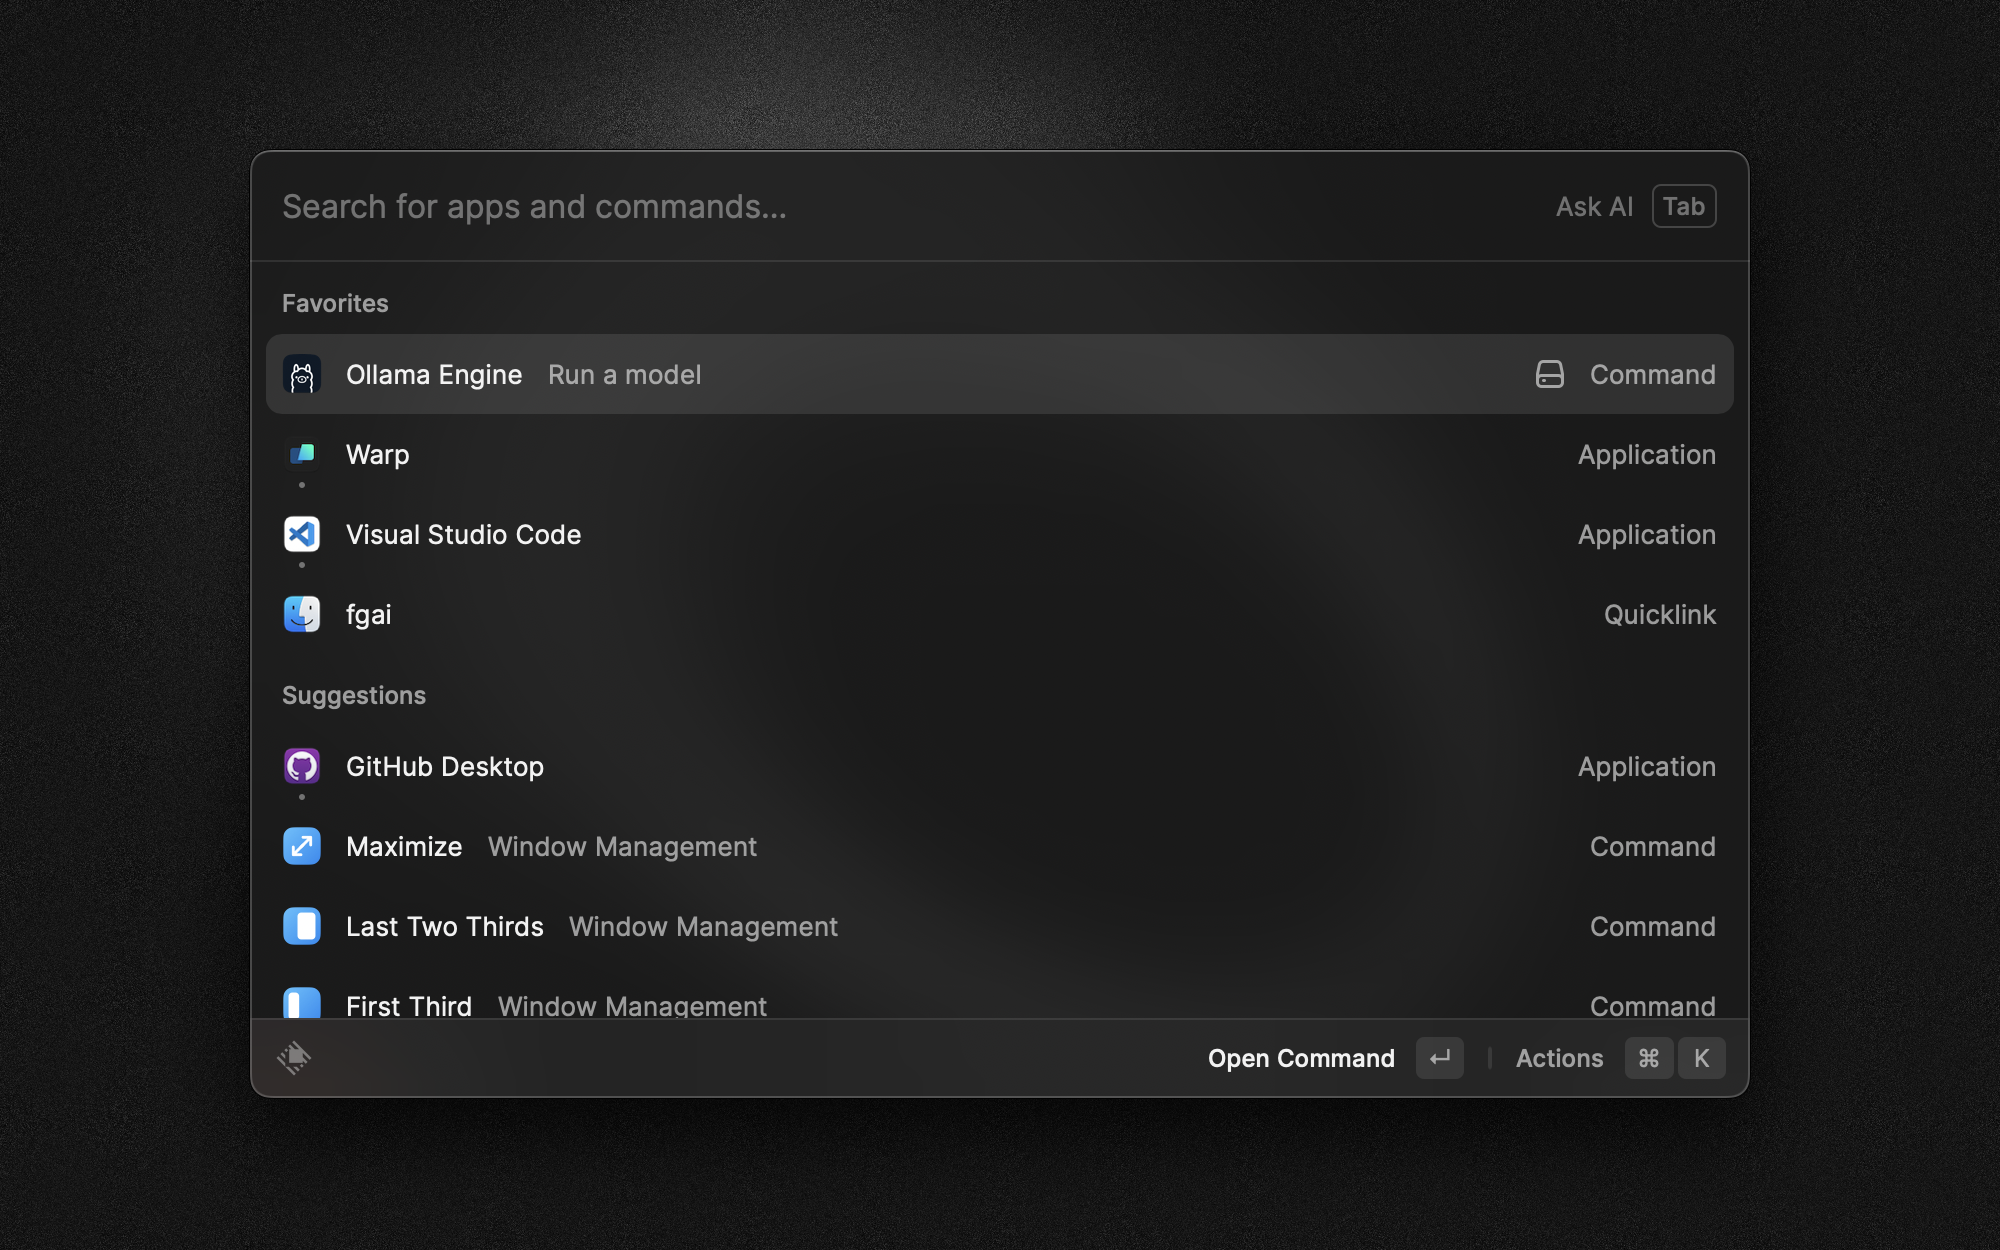 Search for apps and commands... Ask AI Tab
Favorites
Ollama Engine Run a model Command
Warp Application
Visual Studio Code Application
fgai Quicklink
Suggestions
GitHub Desktop Application
Maximize Window Management Command
Last Two Thirds Window Management Command
First Third Window Management Command
Open Command ↵ Actions ⌘ K